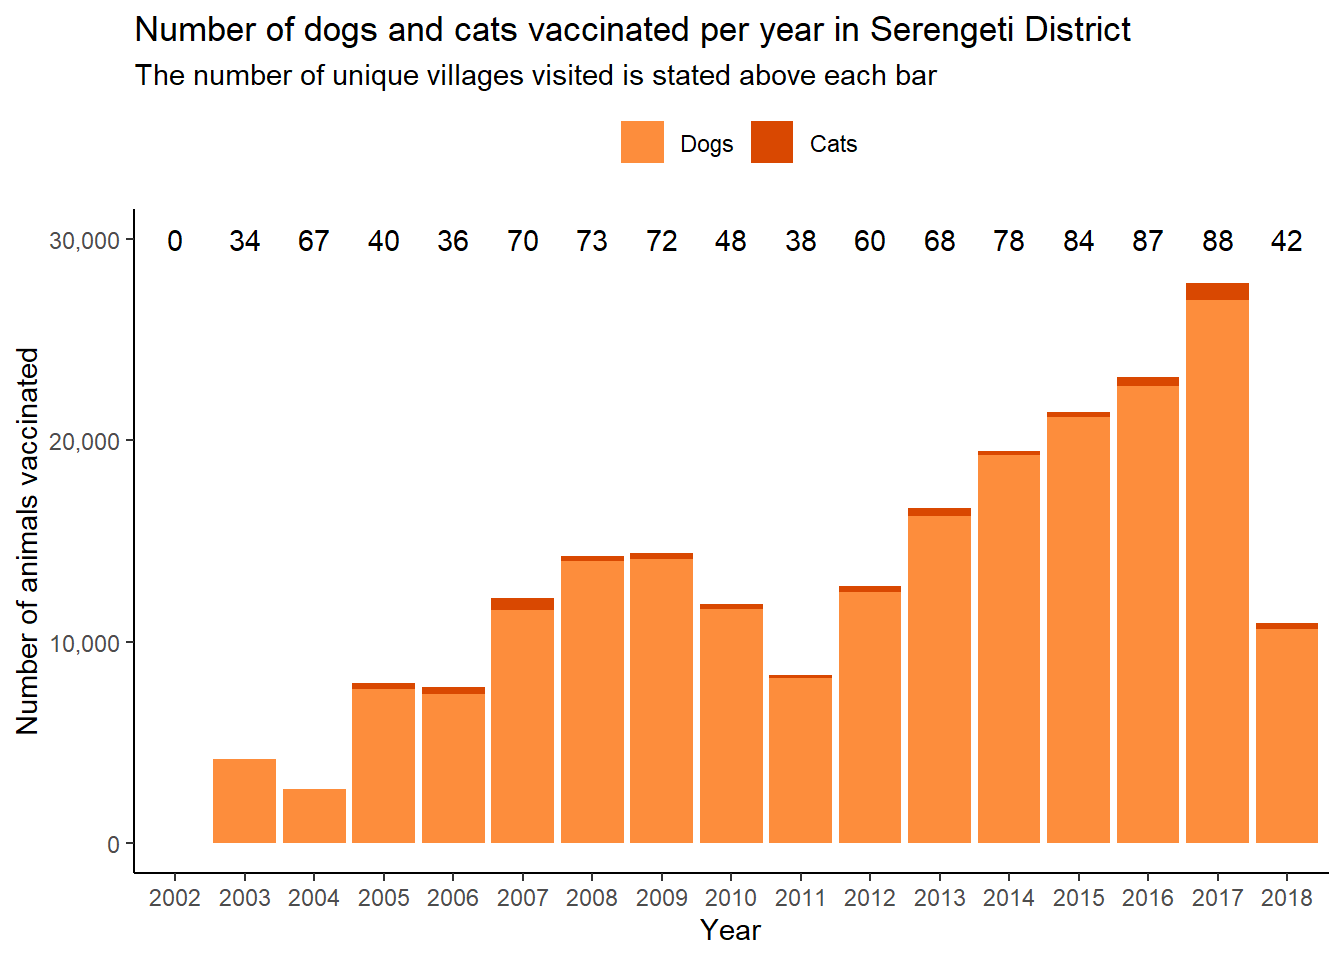 Number of dogs and cats vaccinated per year in Serengeti District
The number of unique villages visited is stated above each bar
Dogs Cats
Number of animals vaccinated
30,000
20,000
10,000
0
0 34 67 40 36 70 73 72 48 38 60 68 78 84 87 88 42
2002 2003 2004 2005 2006 2007 2008 2009 2010 2011 2012 2013 2014 2015 2016 2017 2018
Year